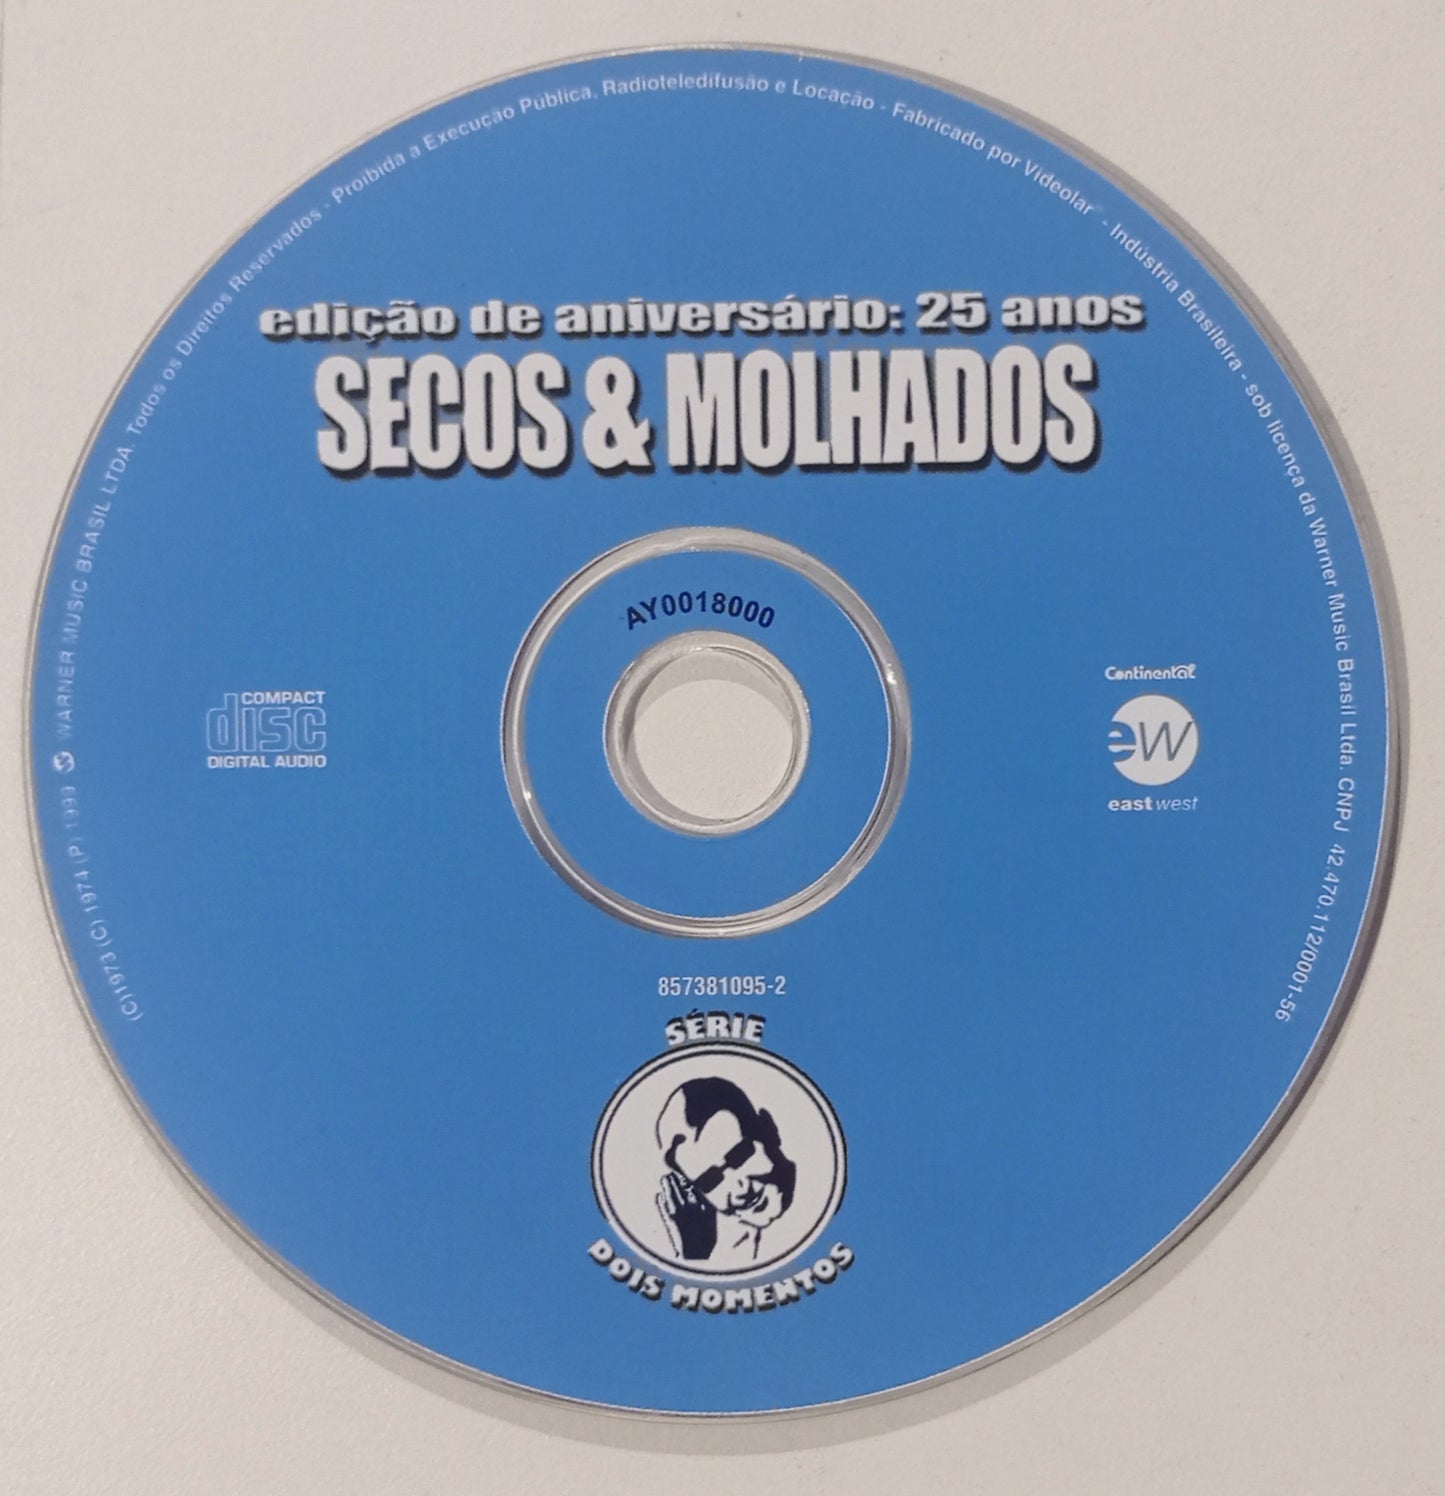 (C)1973 (C) 1974 (P) 1999 WARNER MUSIC BRASIL LTDA. Todos os Direitos Reservados - Proibida a Execução Pública, Radioteledifusão e Locação - Fabricado por Videolar - Indústria Brasileira - sob licença da Warner Music Brasil Ltda. CNPJ 42.470.112/0001-56
edição de aniversário: 25 anos
SECOS & MOLHADOS
AY0018000
COMPACT
disc
DIGITAL AUDIO
Continental
ew
eastwest
857381095-2
SÉRIE
DOIS MOMENTOS